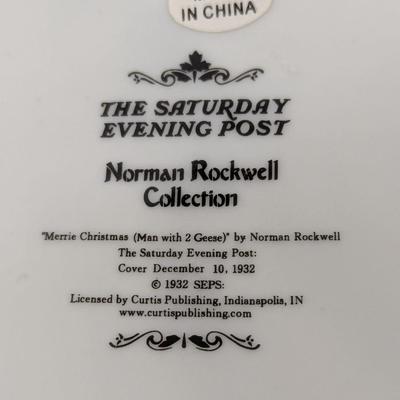 IN CHINA
THE SATURDAY
EVENING POST
Norman Rockwell
Collection
"Merrie Christmas (Man with 2 Geese)" by Norman Rockwell
The Saturday Evening Post:
Cover December 10, 1932
© 1932 SEPS:
Licensed by Curtis Publishing, Indianapolis, IN
www.curtispublishing.com